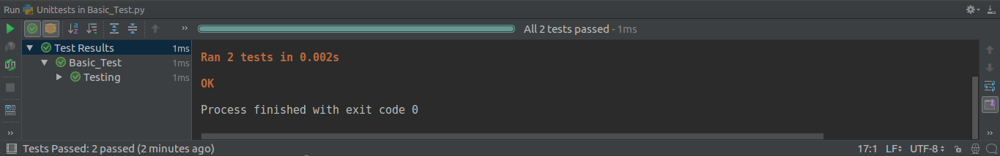 Run Unittests in Basic_Test.py
All 2 tests passed - 1ms
Test Results 1ms
Basic_Test 1ms
Testing 1ms
Ran 2 tests in 0.002s
OK
Process finished with exit code 0
Tests Passed: 2 passed (2 minutes ago) 17:1 LF UTF-8